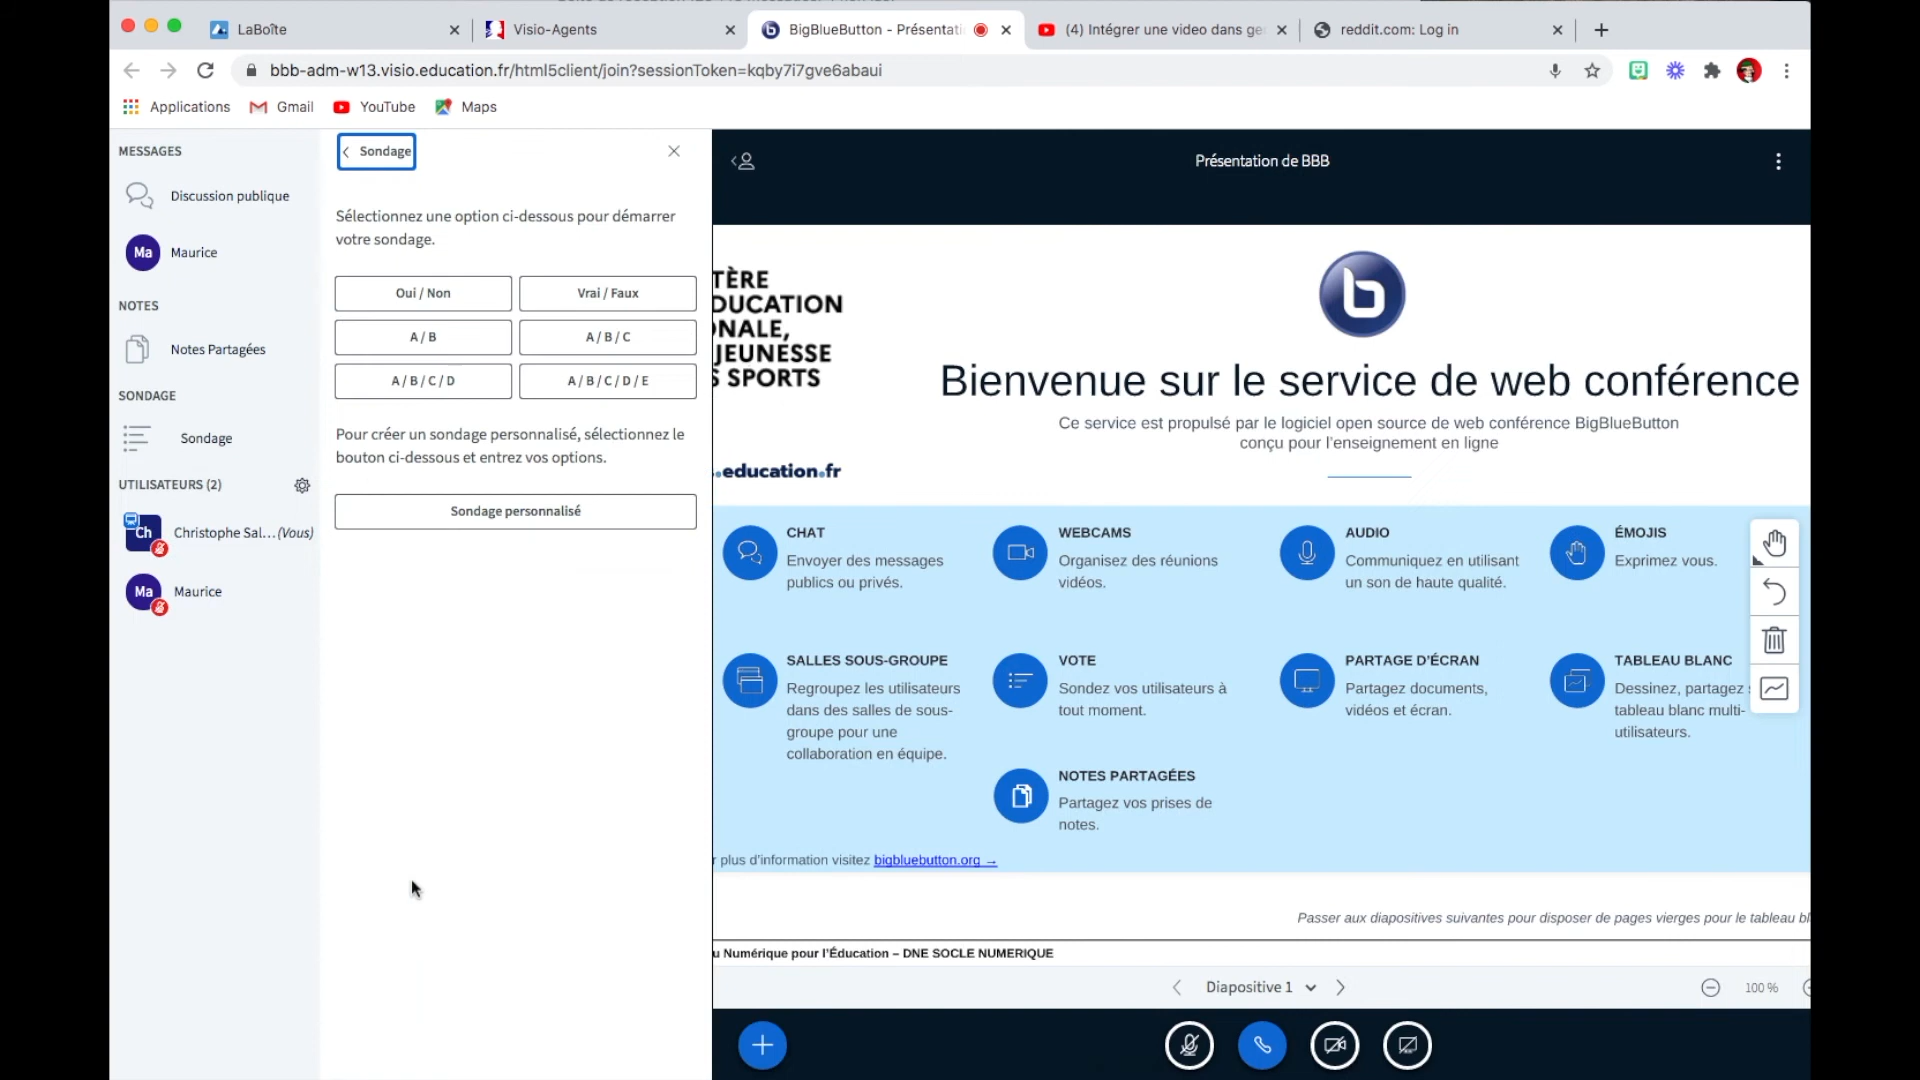 LaBoîte
Visio-Agents
BigBlueButton - Présentati
(4) Intégrer une video dans ge
reddit.com: Log in
bbb-adm-w13.visio.education.fr/html5client/join?sessionToken=kqby7i7gve6abaui
Applications
Gmail
YouTube
Maps
MESSAGES
Discussion publique
Ma
Maurice
NOTES
Notes Partagées
SONDAGE
Sondage
UTILISATEURS (2)
Ch
Christophe Sal... (Vous)
Ma
Maurice
Sondage
Sélectionnez une option ci-dessous pour démarrer
votre sondage.
Oui / Non
Vrai / Faux
A / B
A / B / C
A / B / C / D
A / B / C / D / E
Pour créer un sondage personnalisé, sélectionnez le
bouton ci-dessous et entrez vos options.
Sondage personnalisé
Présentation de BBB
TÈRE
DUCATION
NALE,
JEUNESSE
S SPORTS
.education.fr
Bienvenue sur le service de web conférence
Ce service est propulsé par le logiciel open source de web conférence BigBlueButton
conçu pour l'enseignement en ligne
CHAT
Envoyer des messages
publics ou privés.
WEBCAMS
Organisez des réunions
vidéos.
AUDIO
Communiquez en utilisant
un son de haute qualité.
ÉMOJIS
Exprimez vous.
SALLES SOUS-GROUPE
Regroupez les utilisateurs
dans des salles de sous-
groupe pour une
collaboration en équipe.
VOTE
Sondez vos utilisateurs à
tout moment.
PARTAGE D'ÉCRAN
Partagez documents,
vidéos et écran.
TABLEAU BLANC
Dessinez, partagez
tableau blanc multi-
utilisateurs.
NOTES PARTAGÉES
Partagez vos prises de
notes.
r plus d'information visitez bigbluebutton.org →
Passer aux diapositives suivantes pour disposer de pages vierges pour le tableau bl
u Numérique pour l'Éducation – DNE SOCLE NUMERIQUE
Diapositive 1
100 %